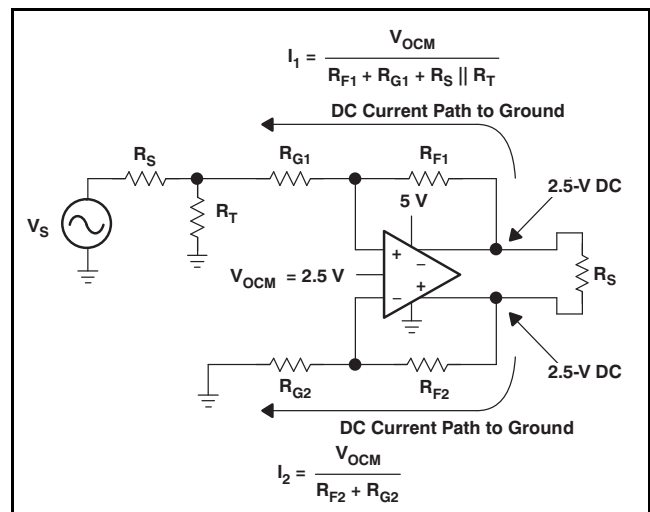 I1 = VOCM / RF1 + RG1 + RS || RT
DC Current Path to Ground
RS
RG1
RF1
2.5-V DC
5 V
RT
VS
+
−
VOCM = 2.5 V
RS
−
+
RG2
RF2
2.5-V DC
DC Current Path to Ground
I2 = VOCM / RF2 + RG2